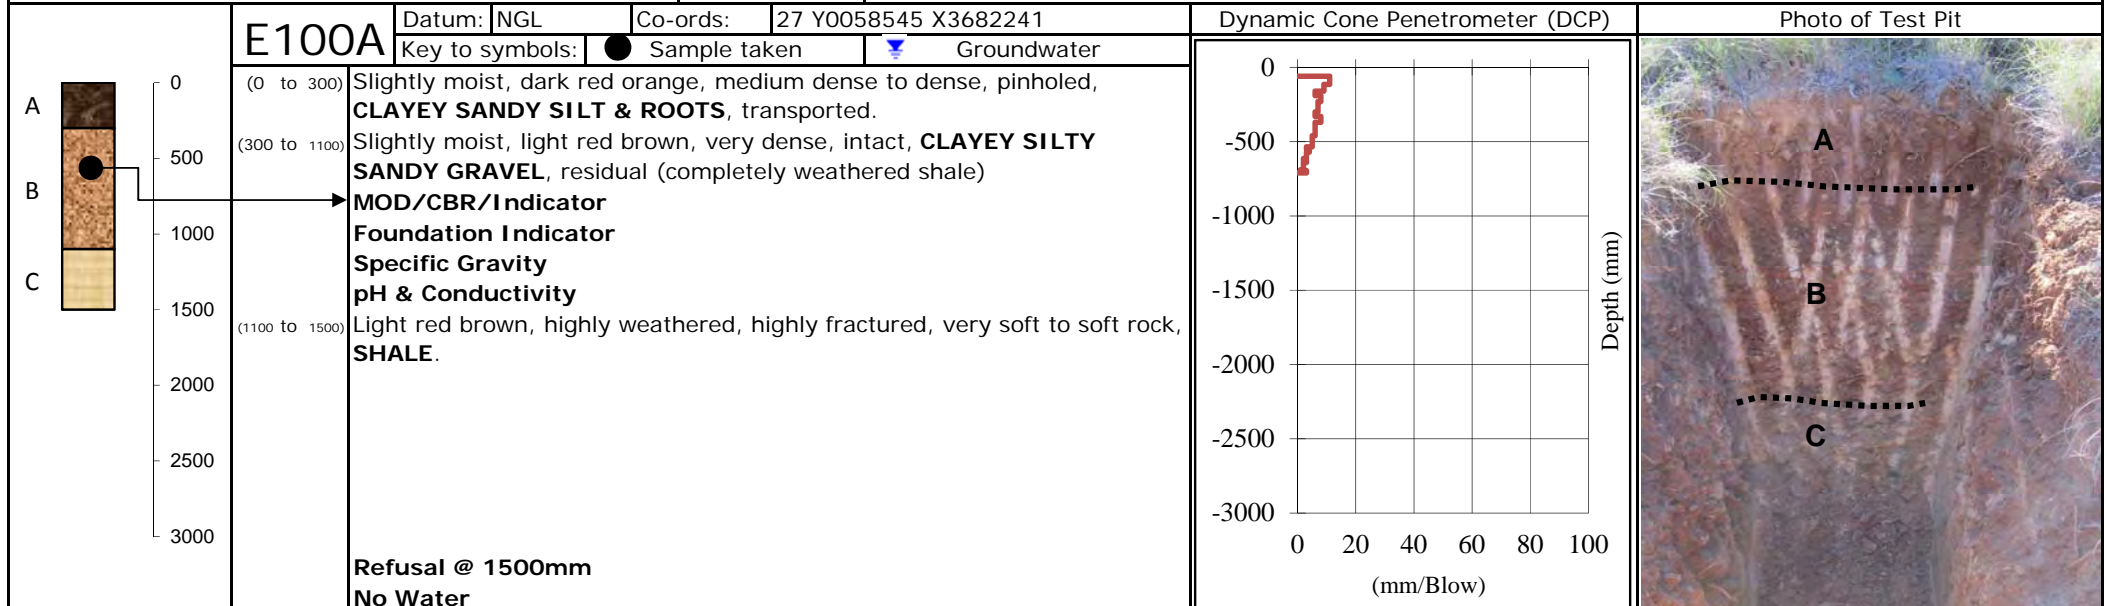 E100A
Datum: NGL Co-ords: 27 Y0058545 X3682241
Key to symbols: Sample taken Groundwater
Dynamic Cone Penetrometer (DCP)
Photo of Test Pit
A
B
C
0
500
1000
1500
2000
2500
3000
(0 to 300) Slightly moist, dark red orange, medium dense to dense, pinholed,
CLAYEY SANDY SILT & ROOTS, transported.
(300 to 1100) Slightly moist, light red brown, very dense, intact, CLAYEY SILTY
SANDY GRAVEL, residual (completely weathered shale)
MOD/CBR/Indicator
Foundation Indicator
Specific Gravity
pH & Conductivity
(1100 to 1500) Light red brown, highly weathered, highly fractured, very soft to soft rock,
SHALE.
Refusal @ 1500mm
No Water
0
-500
-1000
-1500
-2000
-2500
-3000
0 20 40 60 80 100
(mm/Blow)
Depth (mm)
A
B
C